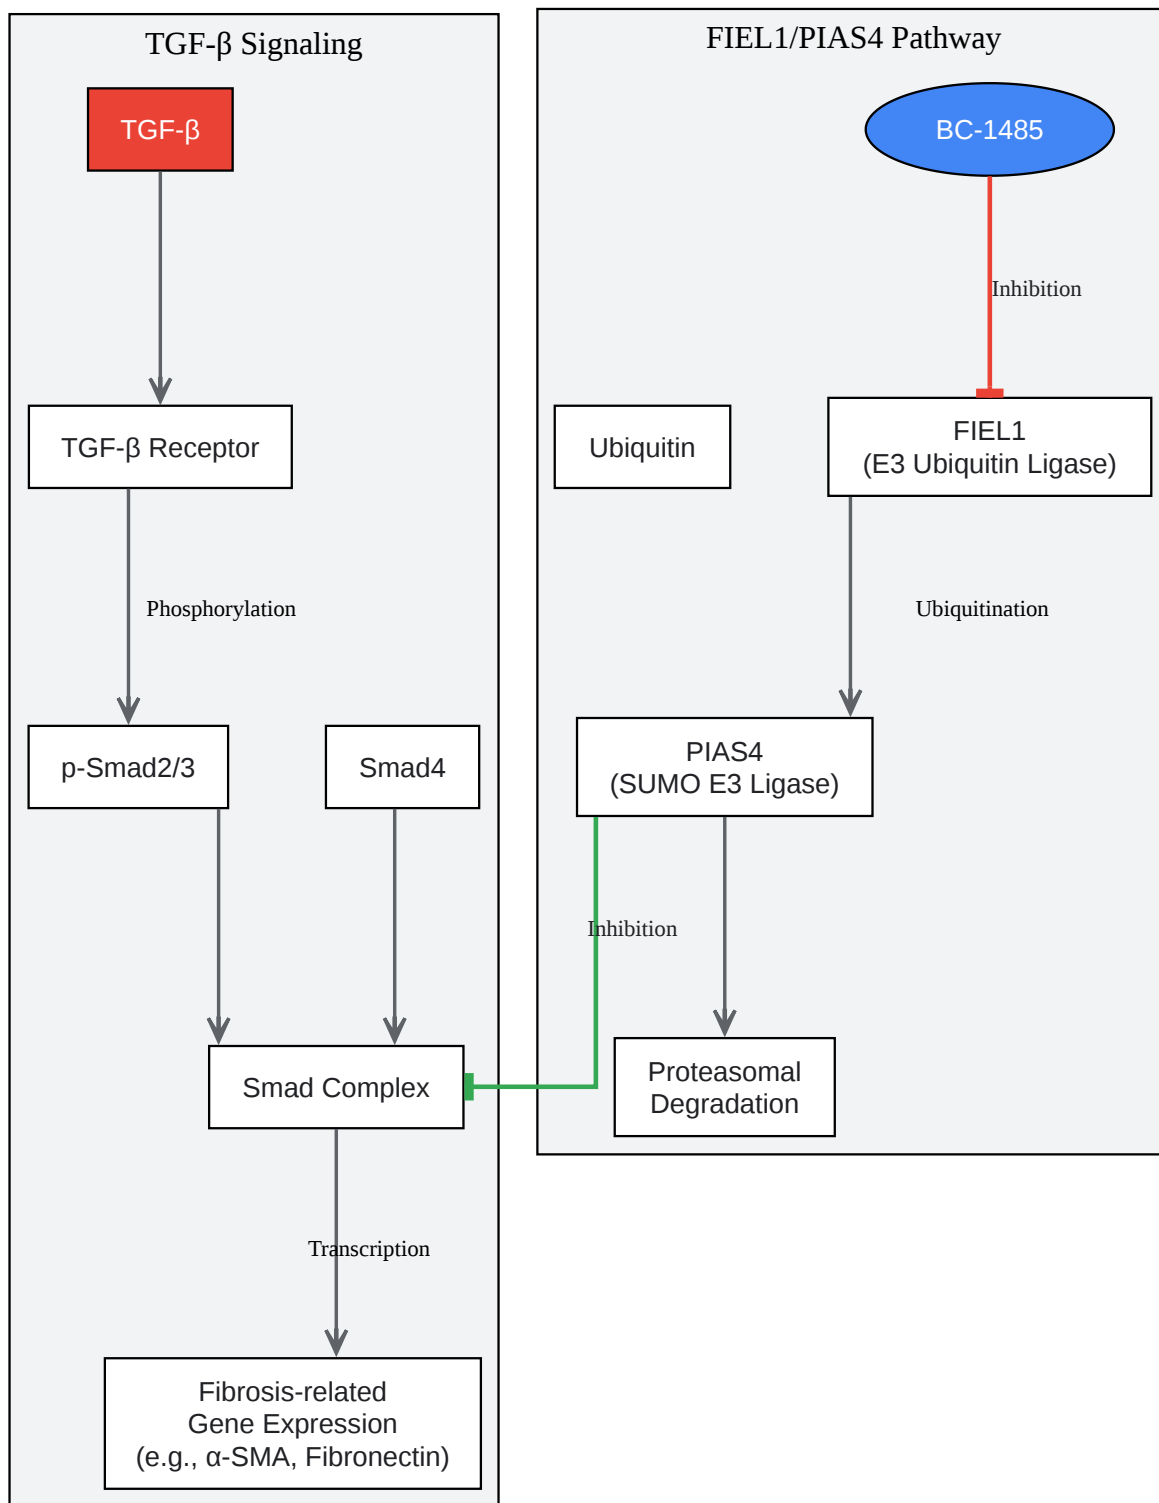 TGF-β Signaling
TGF-β
TGF-β Receptor
Phosphorylation
p-Smad2/3
Smad4
Smad Complex
Transcription
Fibrosis-related
Gene Expression
(e.g., α-SMA, Fibronectin)
FIEL1/PIAS4 Pathway
BC-1485
Inhibition
Ubiquitin
FIEL1
(E3 Ubiquitin Ligase)
Ubiquitination
PIAS4
(SUMO E3 Ligase)
Inhibition
Proteasomal
Degradation